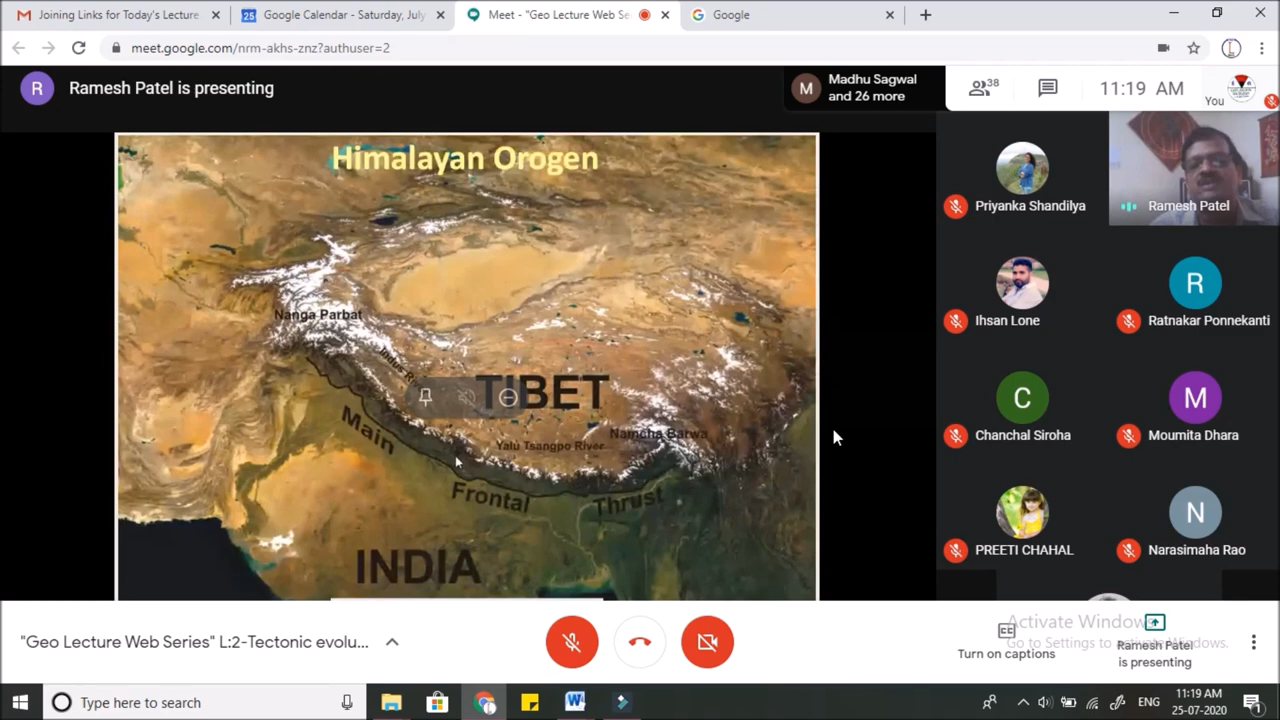 Joining Links for Today's Lecture
Google Calendar - Saturday, July
Meet - "Geo Lecture Web Se
Google
meet.google.com/nrm-akhs-znz?authuser=2
R
Ramesh Patel is presenting
M
Madhu Sagwal
and 26 more
38
11:19 AM
You
Himalayan Orogen
Nanga Parbat
Indus
TIBET
Main
Namcha Barwa
Yalu Tsangpo River
Frontal
Thrust
INDIA
Priyanka Shandilya
Ramesh Patel
Ihsan Lone
R
Ratnakar Ponnekanti
C
Chanchal Siroha
M
Moumita Dhara
PREETI CHAHAL
N
Narasimaha Rao
"Geo Lecture Web Series" L:2-Tectonic evolu...
CC
Turn on captions
Activate Windows
Go to Settings to activate Windows.
Ramesh Patel
is presenting
Type here to search
W
ENG
11:19 AM
25-07-2020
1